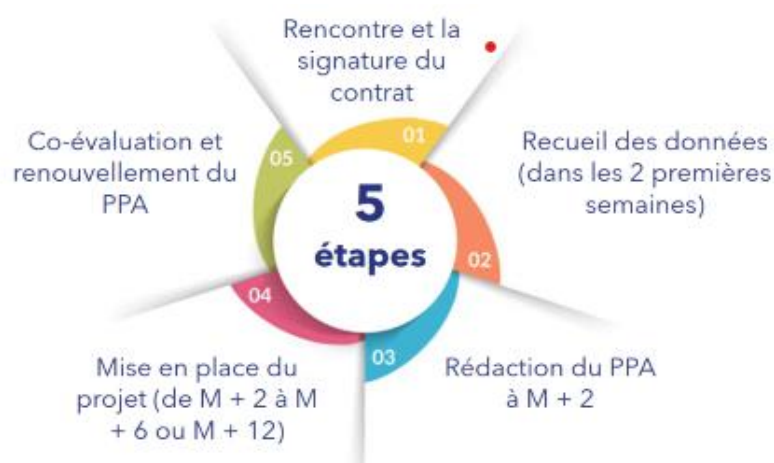 5
étapes
01
Rencontre et la
signature du
contrat
02
Recueil des données
(dans les 2 premières
semaines)
03
Rédaction du PPA
à M + 2
04
Mise en place du
projet (de M + 2 à M
+ 6 ou M + 12)
05
Co-évaluation et
renouvellement du
PPA